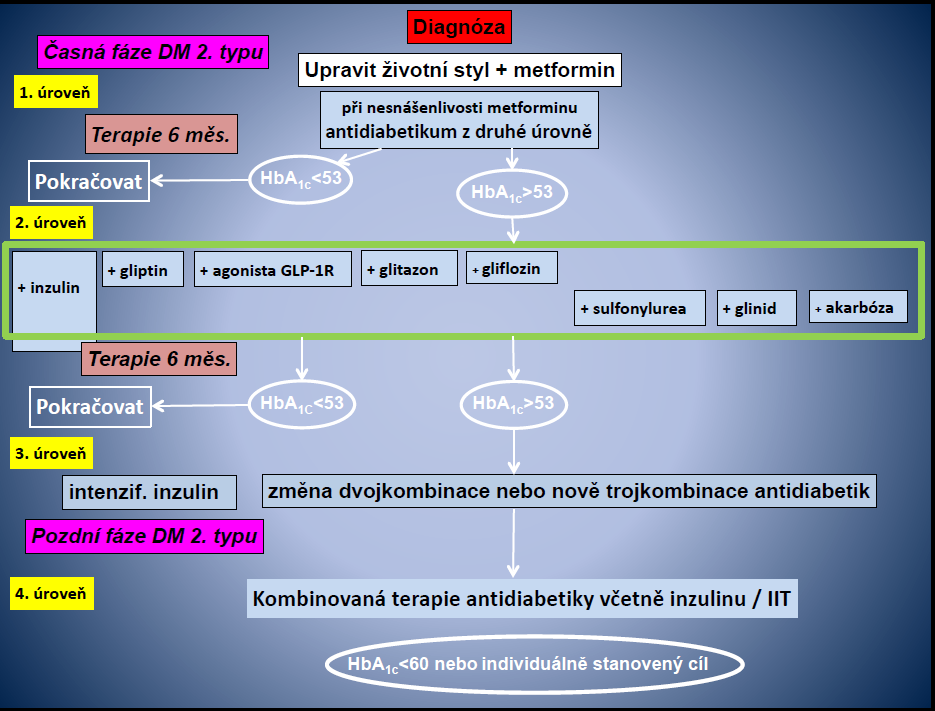 Diagnóza
Časná fáze DM 2. typu
Upravit životní styl + metformin
1. úroveň
při nesnášenlivosti metforminu
antidiabetikum z druhé úrovně
Terapie 6 měs.
Pokračovat
HbA1c<53
HbA1c>53
2. úroveň
+ inzulin
+ gliptin
+ agonista GLP-1R
+ glitazon
+ gliflozin
+ sulfonylurea
+ glinid
+ akarbóza
Terapie 6 měs.
Pokračovat
HbA1C<53
HbA1c>53
3. úroveň
intenzif. inzulin
změna dvojkombinace nebo nově trojkombinace antidiabetik
Pozdní fáze DM 2. typu
4. úroveň
Kombinovaná terapie antidiabetiky včetně inzulinu / IIT
HbA1c<60 nebo individuálně stanovený cíl